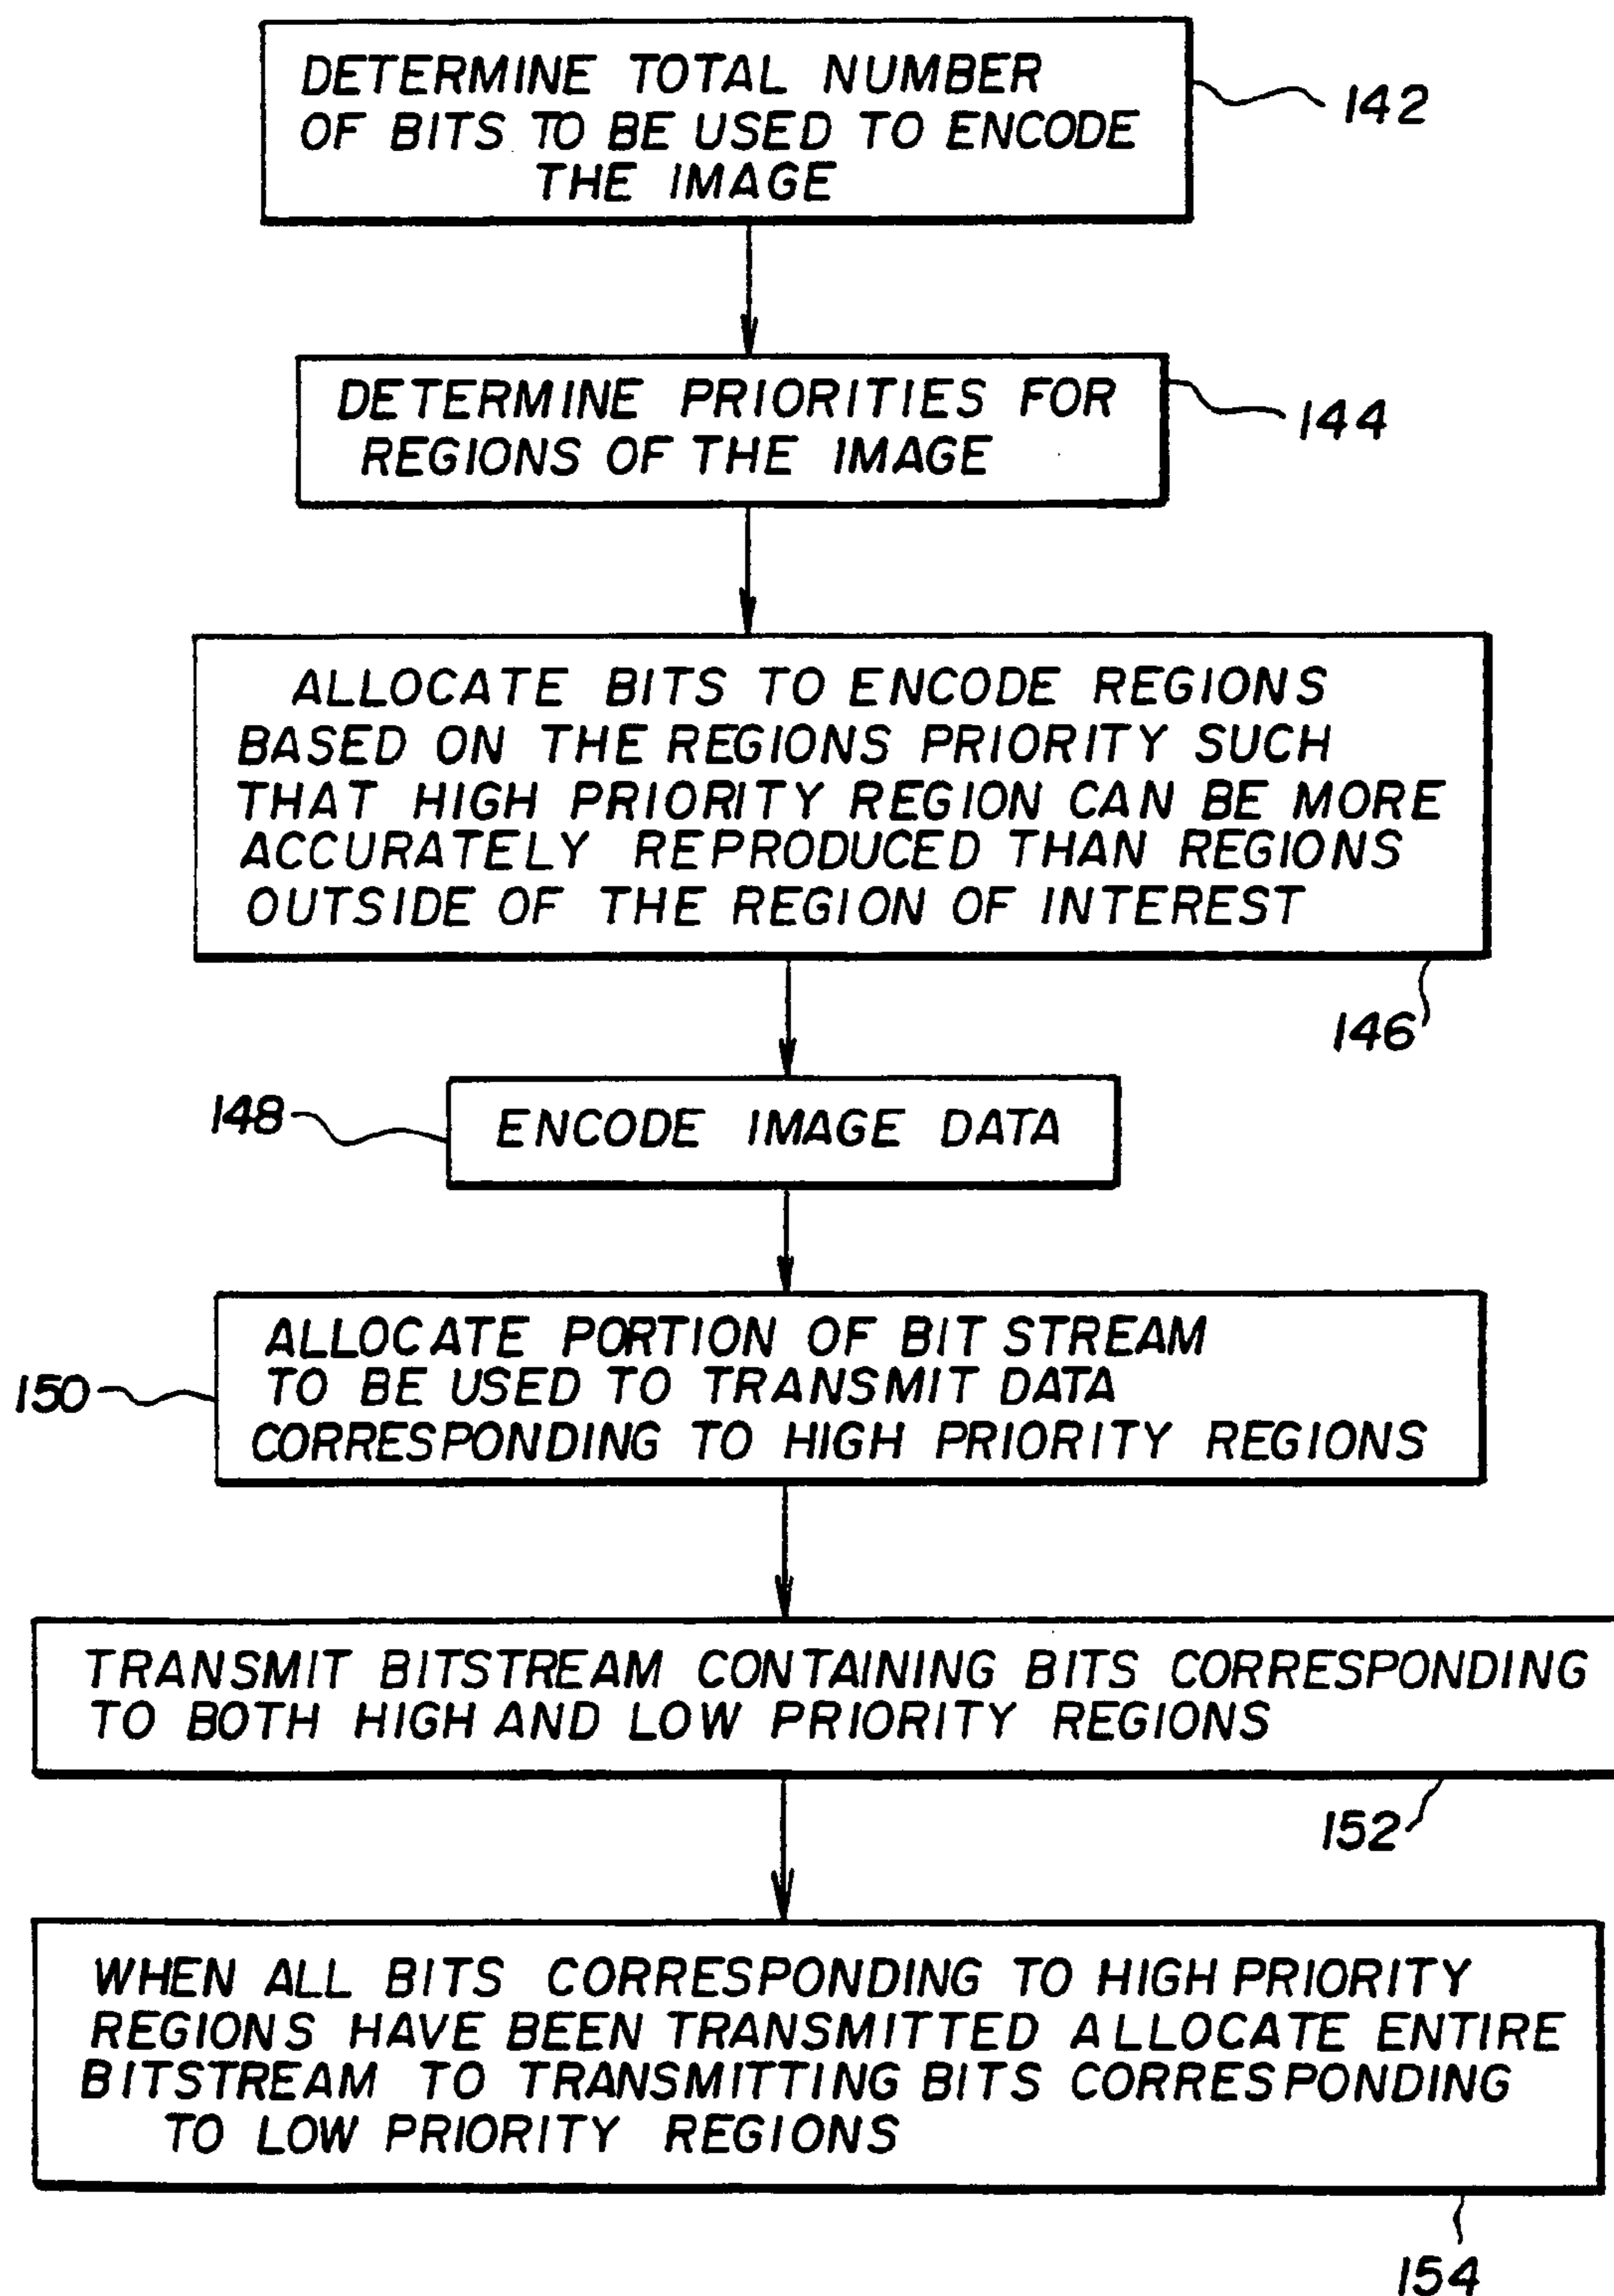 DETERMINE TOTAL NUMBER
OF BITS TO BE USED TO ENCODE
THE IMAGE
142
DETERMINE PRIORITIES FOR
REGIONS OF THE IMAGE
144
ALLOCATE BITS TO ENCODE REGIONS
BASED ON THE REGIONS PRIORITY SUCH
THAT HIGH PRIORITY REGION CAN BE MORE
ACCURATELY REPRODUCED THAN REGIONS
OUTSIDE OF THE REGION OF INTEREST
146
148
ENCODE IMAGE DATA
ALLOCATE PORTION OF BIT STREAM
TO BE USED TO TRANSMIT DATA
CORRESPONDING TO HIGH PRIORITY REGIONS
150
TRANSMIT BITSTREAM CONTAINING BITS CORRESPONDING
TO BOTH HIGH AND LOW PRIORITY REGIONS
152
WHEN ALL BITS CORRESPONDING TO HIGH PRIORITY
REGIONS HAVE BEEN TRANSMITTED ALLOCATE ENTIRE
BITSTREAM TO TRANSMITTING BITS CORRESPONDING
TO LOW PRIORITY REGIONS
154